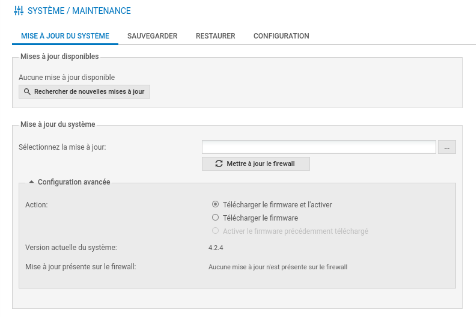 SYSTÈME / MAINTENANCE
MISE À JOUR DU SYSTÈME SAUVEGARDER RESTAURER CONFIGURATION
Mises à jour disponibles
Aucune mise à jour disponible
Rechercher de nouvelles mises à jour
Mise à jour du système
Sélectionnez la mise à jour: ...
Mettre à jour le firewall
Configuration avancée
Action: Télécharger le firmware et l'activer
Télécharger le firmware
Activer le firmware précédemment téléchargé
Version actuelle du système: 4.2.4
Mise à jour présente sur le firewall: Aucune mise à jour n'est présente sur le firewall